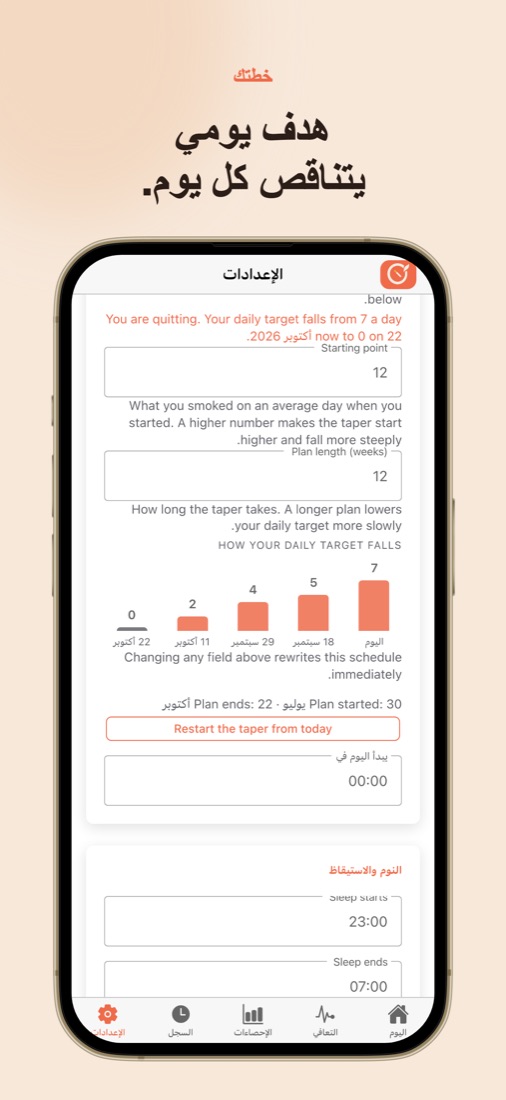 خطتك
هدف يومي
يتناقص كل يوم.
الإعدادات
below.
You are quitting. Your daily target falls from 7 a day
now to 0 on 22 أكتوبر 2026.
Starting point
12
What you smoked on an average day when you
started. A higher number makes the taper start
higher and fall more steeply.
Plan length (weeks)
12
How long the taper takes. A longer plan lowers
your daily target more slowly.
HOW YOUR DAILY TARGET FALLS
7
5
4
2
0
اليوم
18 سبتمبر
29 سبتمبر
11 أكتوبر
22 أكتوبر
Changing any field above rewrites this schedule
immediately.
Plan started: 30 يوليو · Plan ends: 22 أكتوبر
Restart the taper from today
يبدأ اليوم في
00:00
النوم والاستيقاظ
Sleep starts
23:00
Sleep ends
07:00
اليوم
التعافي
الإحصاءات
السجل
الإعدادات